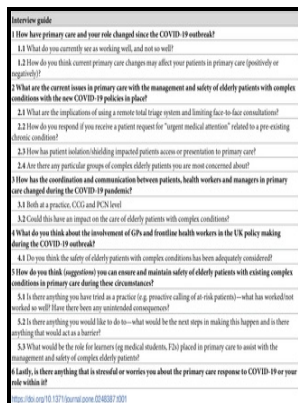 Interview guide
1 How have primary care and your role changed since the COVID-19 outbreak?
1.1 What do you currently see as working well, and not so well?
1.2 How do you think current primary care changes may affect your patients in primary care (positively or
negatively)?
2 What are the current issues in primary care with the management and safety of elderly patients with complex
conditions with the new COVID-19 policies in place?
2.1 What are the implications of using a remote total triage system and limiting face-to-face consultations?
2.2 How do you respond if you receive a patient request for "urgent medical attention" related to a pre-existing
chronic condition?
2.3 How has patient isolation/shielding impacted patients access or presentation to primary care?
2.4 Are there any particular groups of complex elderly patients you are most concerned about?
3 How has the coordination and communication between patients, health workers and managers in primary
care changed during the COVID-19 pandemic?
3.1 Both at a practice, CCG and PCN level
3.2 Could this have an impact on the care of elderly patients with complex conditions?
4 What do you think about the involvement of GPs and frontline health workers in the UK policy making
during the COVID-19 outbreak?
4.1 Do you think the safety of elderly patients with complex conditions has been adequately considered?
5 How do you think (suggestions) you can ensure and maintain safety of elderly patients with existing complex
conditions in primary care during these circumstances?
5.1 Is there anything you have tried as a practice (e.g. proactive calling of at-risk patients)—what has worked/not
worked so well? Have there been any unintended consequences?
5.2 Is there anything you would like to do to—what would be the next steps in making this happen and is there
anything that would act as a barrier?
5.3 What would be the role for learners (eg medical students, F2s) placed in primary care to assist with the
management and safety of complex elderly patients?
6 Lastly, is there anything that is stressful or worries you about the primary care response to COVID-19 or your
role within it?
https://doi.org/10.1371/journal.pone.0248387.t001